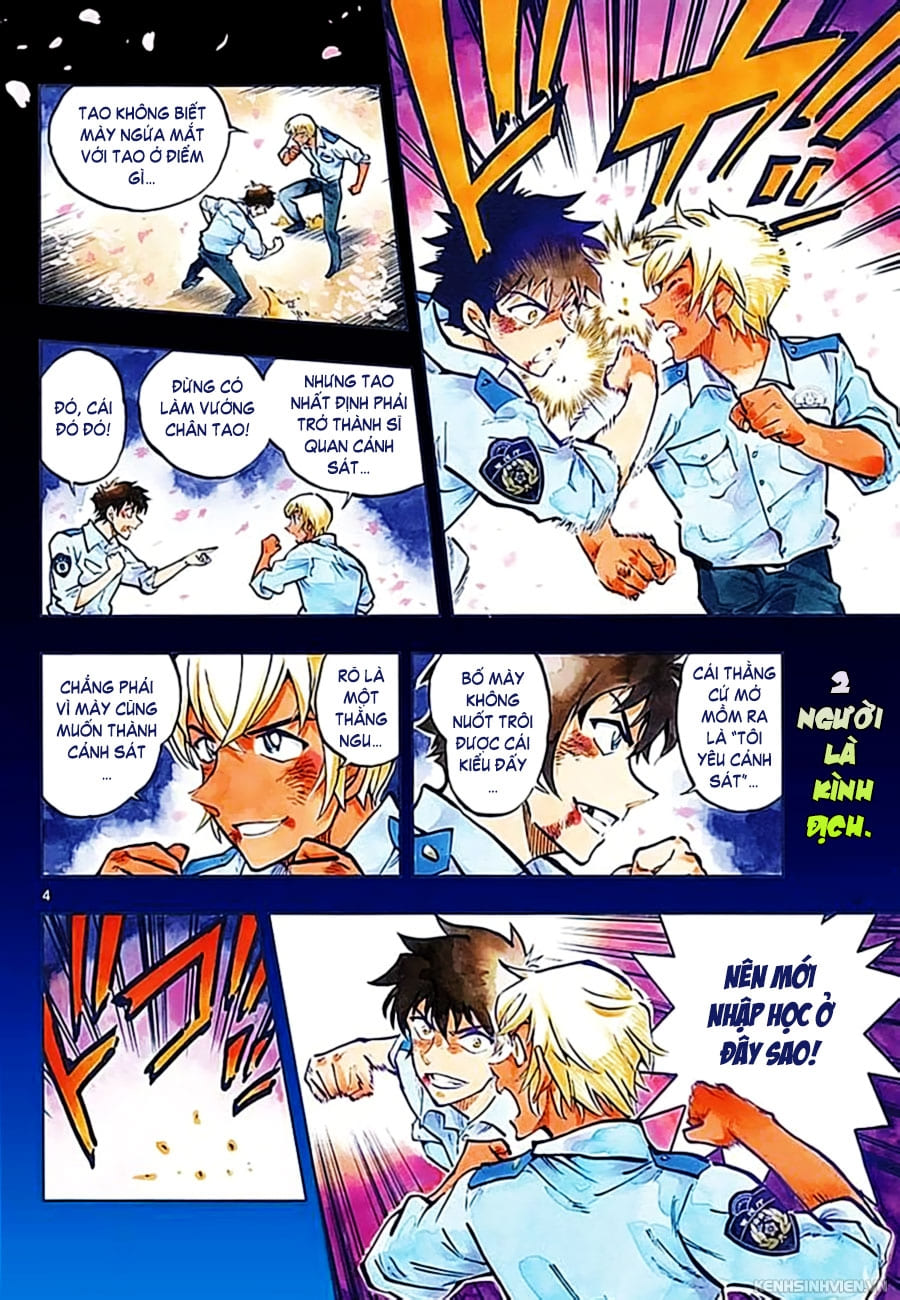 ドガッ
TAO KHÔNG BIẾT
MÀY NGỨA MẮT
VỚI TAO Ở ĐIỂM
GÌ...
NHƯNG TAO
NHẤT ĐỊNH PHẢI
TRỞ THÀNH SĨ
QUAN CẢNH
SÁT...
ĐỪNG CÓ
LÀM VƯỚNG
CHÂN TAO!
ĐÓ, CÁI
ĐÓ ĐÓ!
2
NGƯỜI
LÀ
KÌNH
ĐỊCH.
CÁI THẰNG
CỨ MỞ
MỒM RA
LÀ “TÔI
YÊU CẢNH
SÁT”
BỐ MÀY
KHÔNG
NUỐT TRÔI
ĐƯỢC CÁI
KIỂU ĐẤY
...
RÕ LÀ
MỘT
THẰNG
NGU...
CHẲNG PHẢI
VÌ MÀY CŨNG
MUỐN THÀNH
CẢNH SÁT
...
4
NÊN MỚI
NHẬP HỌC Ở
ĐÂY SAO!
KENHSINHVIEN.VN